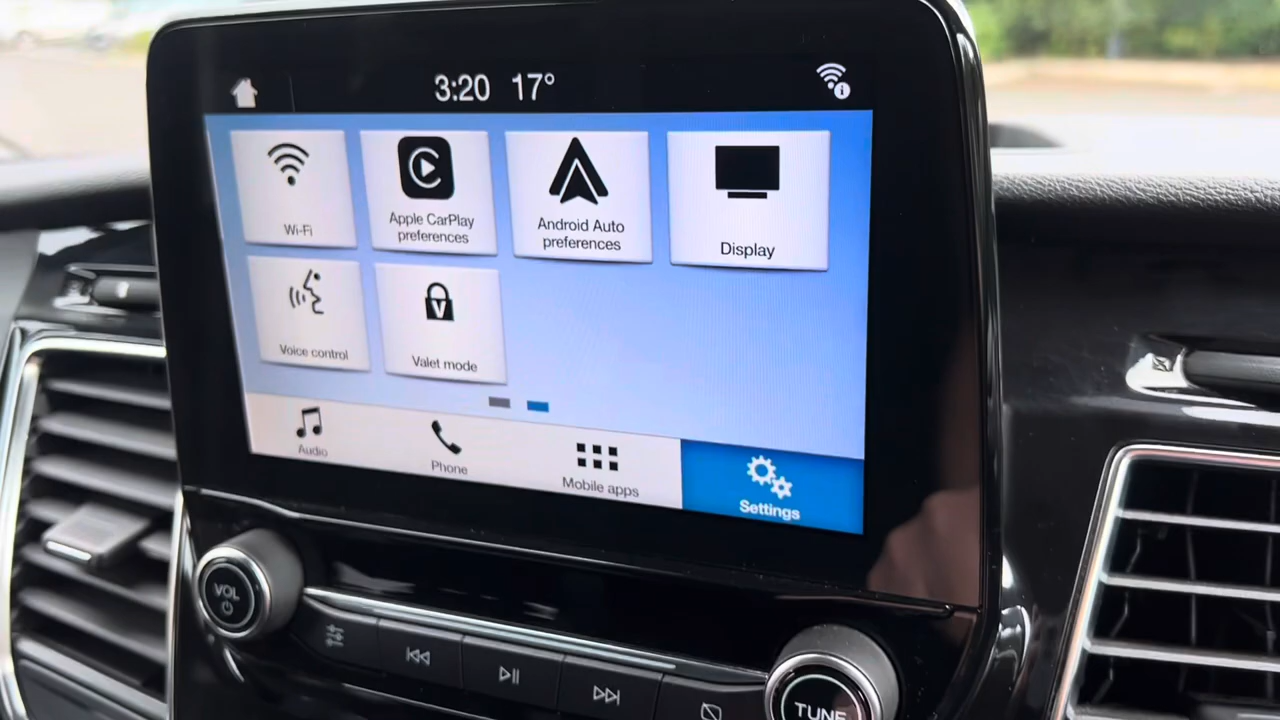 3:20 17°
Wi-Fi
Apple CarPlay
preferences
Android Auto
preferences
Display
Voice control
V
Valet mode
Audio
Phone
Mobile apps
Settings
VOL
TUNE